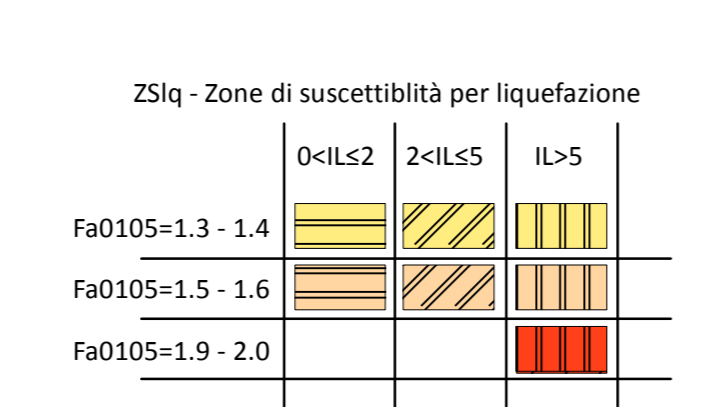 ZSlq - Zone di suscettiblità per liquefazione
0<IL≤2 2<IL≤5 IL>5
Fa0105=1.3 - 1.4
Fa0105=1.5 - 1.6
Fa0105=1.9 - 2.0